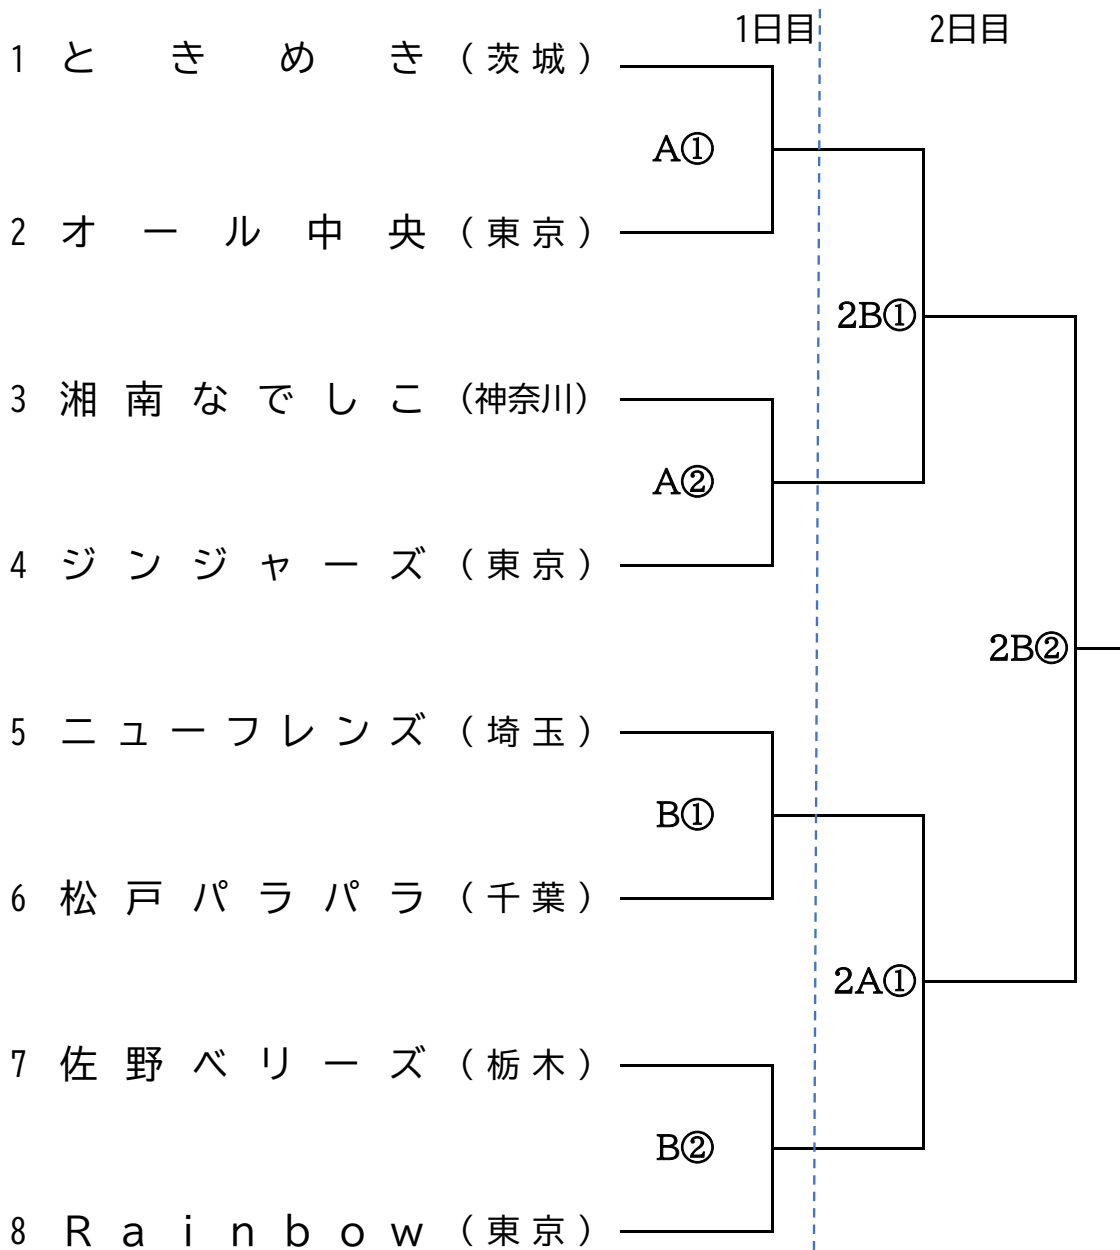 1日目 2日目
1 ときめき (茨城)
A①
2 オール中央 (東京)
2B①
3 湘南なでしこ (神奈川)
A②
4 ジンジャーズ (東京)
2B②
5 ニューフレンズ (埼玉)
B①
6 松戸パラパラ (千葉)
2A①
7 佐野ベリーズ (栃木)
B②
8 Rainbow (東京)